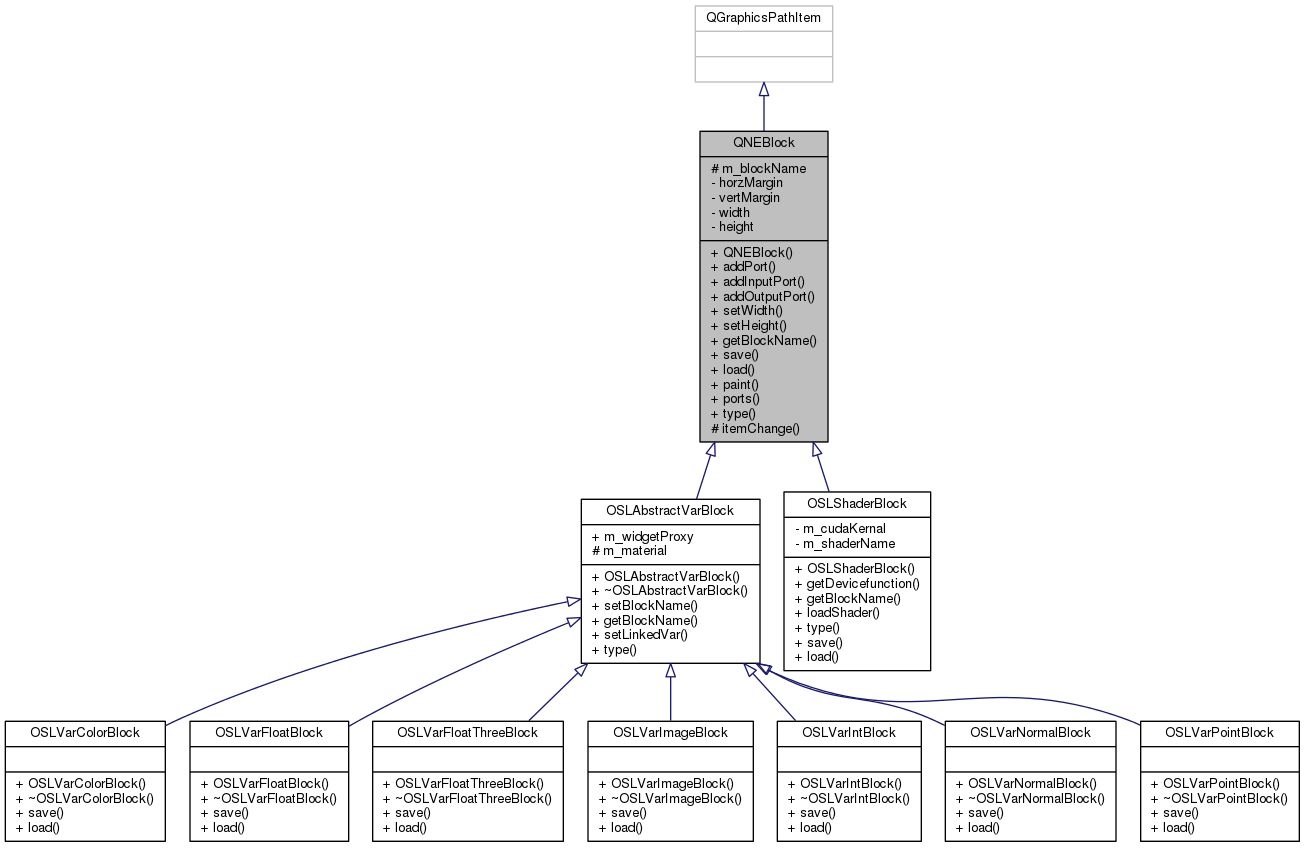 QGraphicsPathItem
QNEBlock
# m_blockName
- horzMargin
- vertMargin
- width
- height
+ QNEBlock()
+ addPort()
+ addInputPort()
+ addOutputPort()
+ setWidth()
+ setHeight()
+ getBlockName()
+ save()
+ load()
+ paint()
+ ports()
+ type()
# itemChange()
OSLAbstractVarBlock
+ m_widgetProxy
# m_material
+ OSLAbstractVarBlock()
+ ~OSLAbstractVarBlock()
+ setBlockName()
+ getBlockName()
+ setLinkedVar()
+ type()
OSLShaderBlock
- m_cudaKernal
- m_shaderName
+ OSLShaderBlock()
+ getDevicefunction()
+ getBlockName()
+ loadShader()
+ type()
+ save()
+ load()
OSLVarColorBlock
+ OSLVarColorBlock()
+ ~OSLVarColorBlock()
+ save()
+ load()
OSLVarFloatBlock
+ OSLVarFloatBlock()
+ ~OSLVarFloatBlock()
+ save()
+ load()
OSLVarFloatThreeBlock
+ OSLVarFloatThreeBlock()
+ ~OSLVarFloatThreeBlock()
+ save()
+ load()
OSLVarImageBlock
+ OSLVarImageBlock()
+ ~OSLVarImageBlock()
+ save()
+ load()
OSLVarIntBlock
+ OSLVarIntBlock()
+ ~OSLVarIntBlock()
+ save()
+ load()
OSLVarNormalBlock
+ OSLVarNormalBlock()
+ ~OSLVarNormalBlock()
+ save()
+ load()
OSLVarPointBlock
+ OSLVarPointBlock()
+ ~OSLVarPointBlock()
+ save()
+ load()